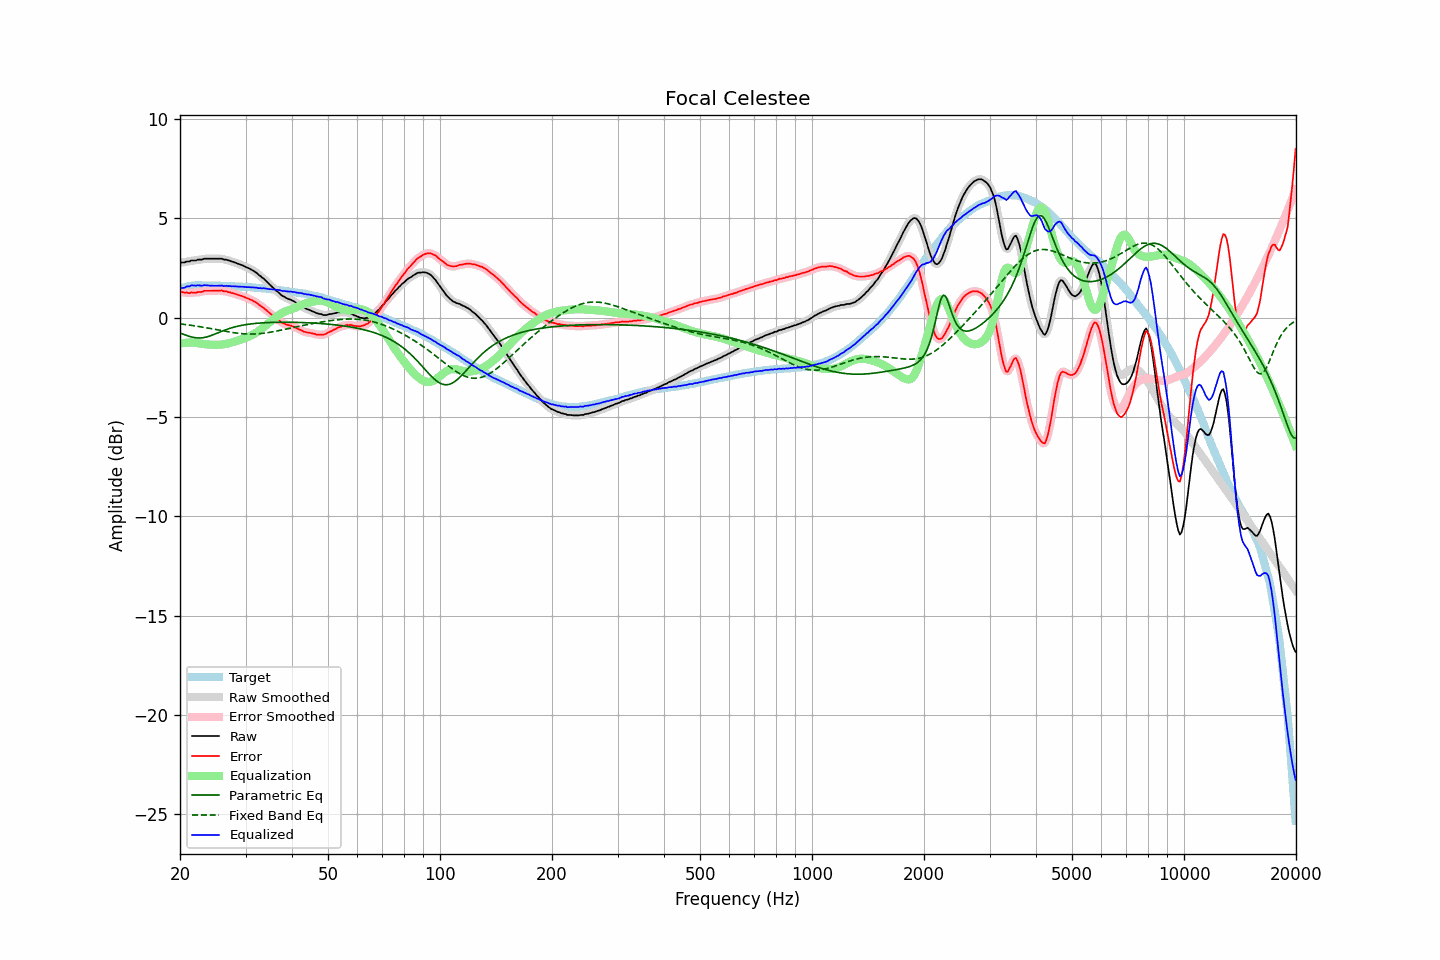 Focal Celestee
10
5
0
−5
−10
−15
−20
−25
Amplitude (dBr)
Target
Raw Smoothed
Error Smoothed
Raw
Error
Equalization
Parametric Eq
Fixed Band Eq
Equalized
20 50 100 200 500 1000 2000 5000 10000 20000
Frequency (Hz)